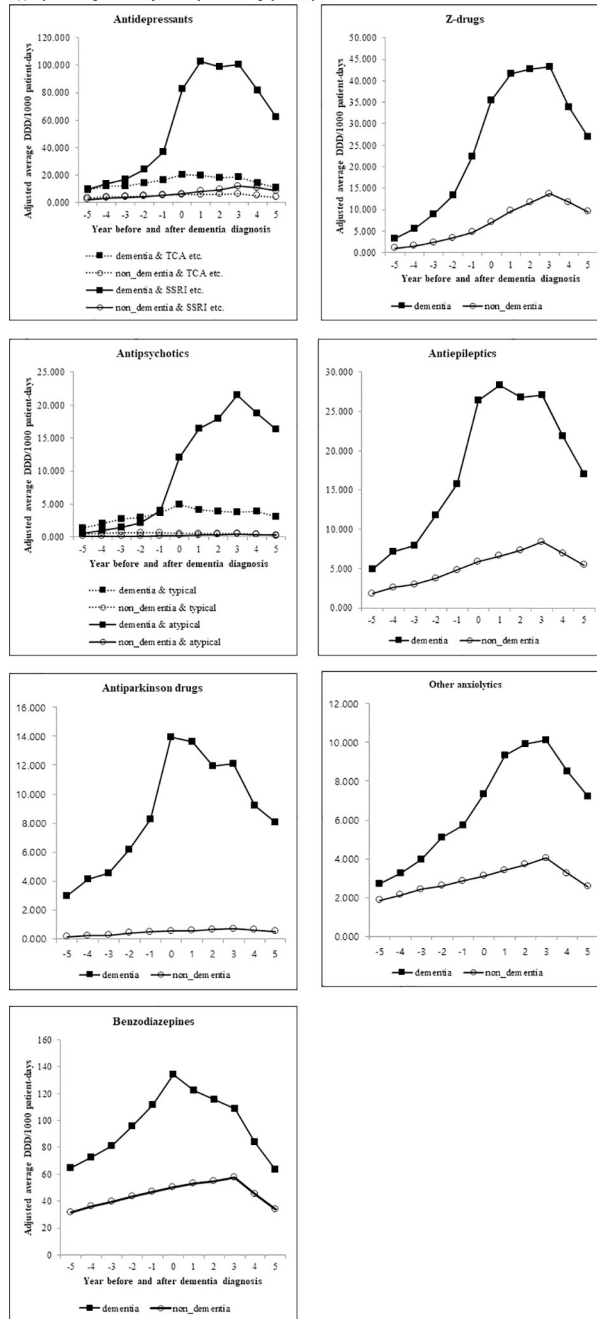 Antidepressants
Adjusted average DDD/1000 patient-days
120.000
100.000
80.000
60.000
40.000
20.000
0.000
-5 -4 -3 -2 -1 0 1 2 3 4 5
Year before and after dementia diagnosis
dementia & TCA etc.
non_dementia & TCA etc.
dementia & SSRI etc.
non_dementia & SSRI etc.
Z-drugs
Adjusted average DDD/1000 patient-days
50.000
45.000
40.000
35.000
30.000
25.000
20.000
15.000
10.000
5.000
0.000
-5 -4 -3 -2 -1 0 1 2 3 4 5
Year before and after dementia diagnosis
dementia non_dementia
Antipsychotics
Adjusted average DDD/1000 patient-days
25.000
20.000
15.000
10.000
5.000
0.000
-5 -4 -3 -2 -1 0 1 2 3 4 5
Year before and after dementia diagnosis
dementia & typical
non_dementia & typical
dementia & atypical
non_dementia & atypical
Antiepileptics
30.000
25.000
20.000
15.000
10.000
5.000
0.000
-5 -4 -3 -2 -1 0 1 2 3 4 5
dementia non_dementia
Antiparkinson drugs
16.000
14.000
12.000
10.000
8.000
6.000
4.000
2.000
0.000
-5 -4 -3 -2 -1 0 1 2 3 4 5
dementia non_dementia
Other anxiolytics
12.000
10.000
8.000
6.000
4.000
2.000
0.000
-5 -4 -3 -2 -1 0 1 2 3 4 5
dementia non_dementia
Benzodiazepines
Adjusted average DDD/1000 patient-days
160
140
120
100
80
60
40
20
0
-5 -4 -3 -2 -1 0 1 2 3 4 5
Year before and after dementia diagnosis
dementia non_dementia